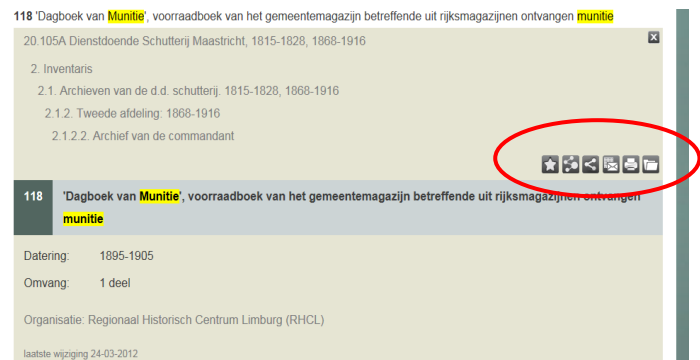 118 'Dagboek van Munitie', voorraadboek van het gemeentemagazijn betreffende uit rijksmagazijnen ontvangen munitie
20.105A Dienstdoende Schutterij Maastricht, 1815-1828, 1868-1916
2. Inventaris
2.1. Archieven van de d.d. schutterij. 1815-1828, 1868-1916
2.1.2. Tweede afdeling: 1868-1916
2.1.2.2. Archief van de commandant
118 'Dagboek van Munitie', voorraadboek van het gemeentemagazijn betreffende uit rijksmagazijnen ontvangen
munitie
Datering: 1895-1905
Omvang: 1 deel
Organisatie: Regionaal Historisch Centrum Limburg (RHCL)
laatste wijziging 24-03-2012